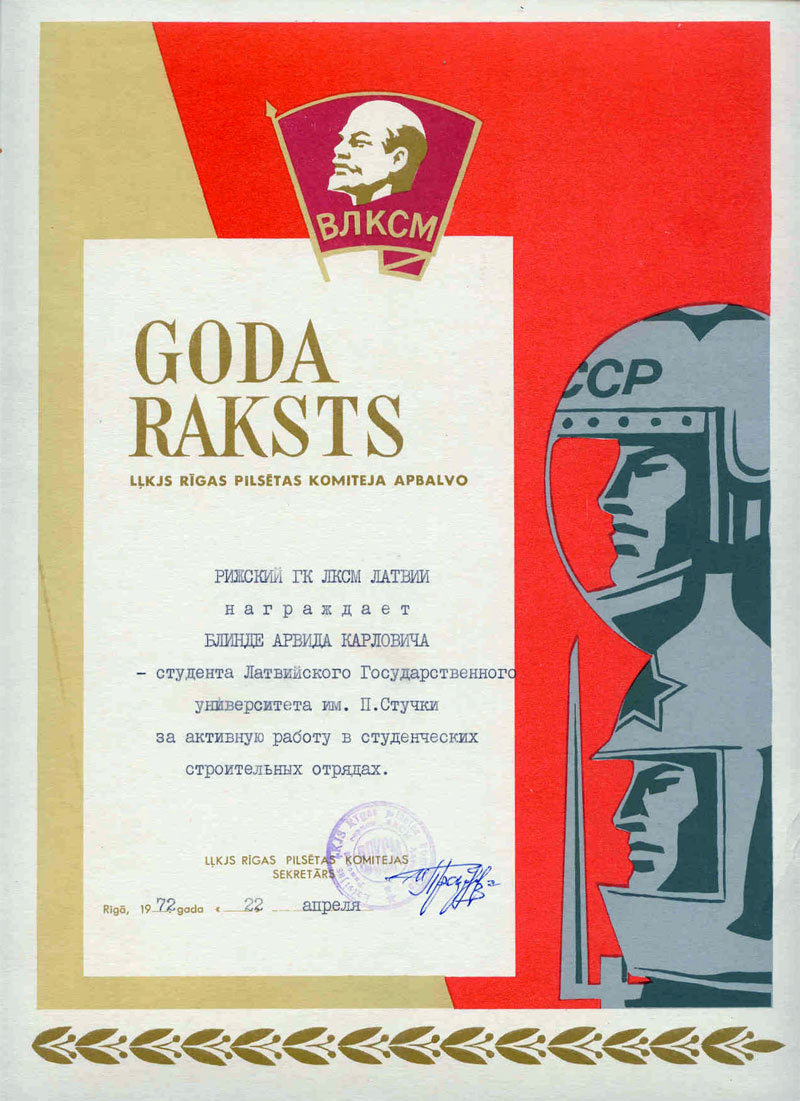 ВЛКСМ
GODA
RAKSTS
LĻKJS RĪGAS PILSĒTAS KOMITEJA APBALVO
ССР
РИЖСКИЙ ГК ЛКСМ ЛАТВИИ
награждает
БЛИНДЕ АРВИДА КАРЛОВИЧА
– студента Латвийского Государственного
университета им. П.Стучки
за активную работу в студенческих
строительных отрядах.
LĻKJS RĪGAS PILSĒTAS KOMITEJAS
SEKRETĀRS
Rīgā, 1972 gada « 22 апреля